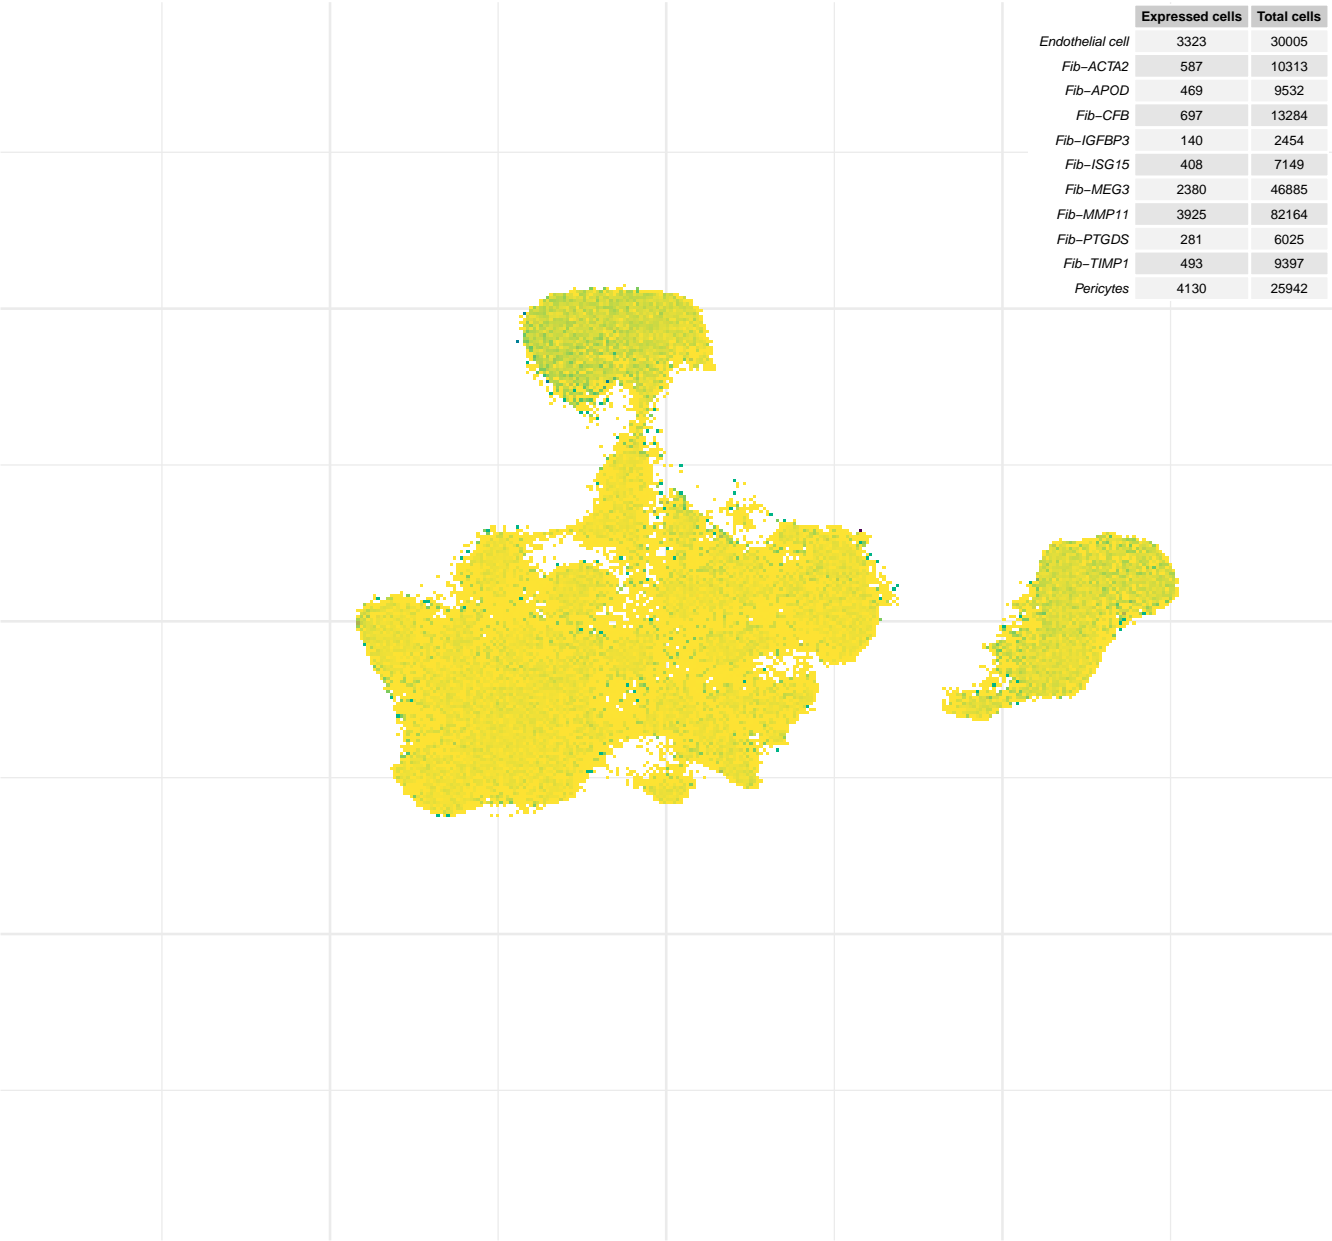 Expressed cells Total cells
Endothelial cell 3323 30005
Fib−ACTA2 587 10313
Fib−APOD 469 9532
Fib−CFB 697 13284
Fib−IGFBP3 140 2454
Fib−ISG15 408 7149
Fib−MEG3 2380 46885
Fib−MMP11 3925 82164
Fib−PTGDS 281 6025
Fib−TIMP1 493 9397
Pericytes 4130 25942